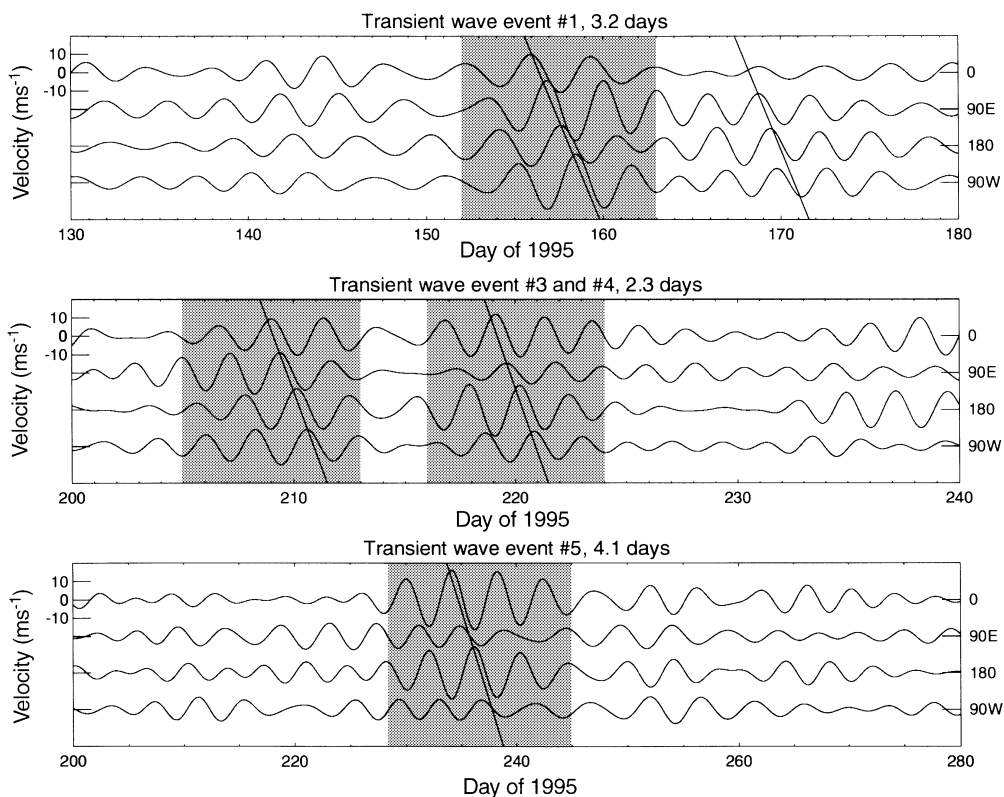 Transient wave event #1, 3.2 days
10
0
-10
Velocity (ms-1)
0
90E
180
90W
130 140 150 160 170 180
Day of 1995
Transient wave event #3 and #4, 2.3 days
10
0
-10
Velocity (ms-1)
0
90E
180
90W
200 210 220 230 240
Day of 1995
Transient wave event #5, 4.1 days
10
0
-10
Velocity (ms-1)
0
90E
180
90W
200 220 240 260 280
Day of 1995